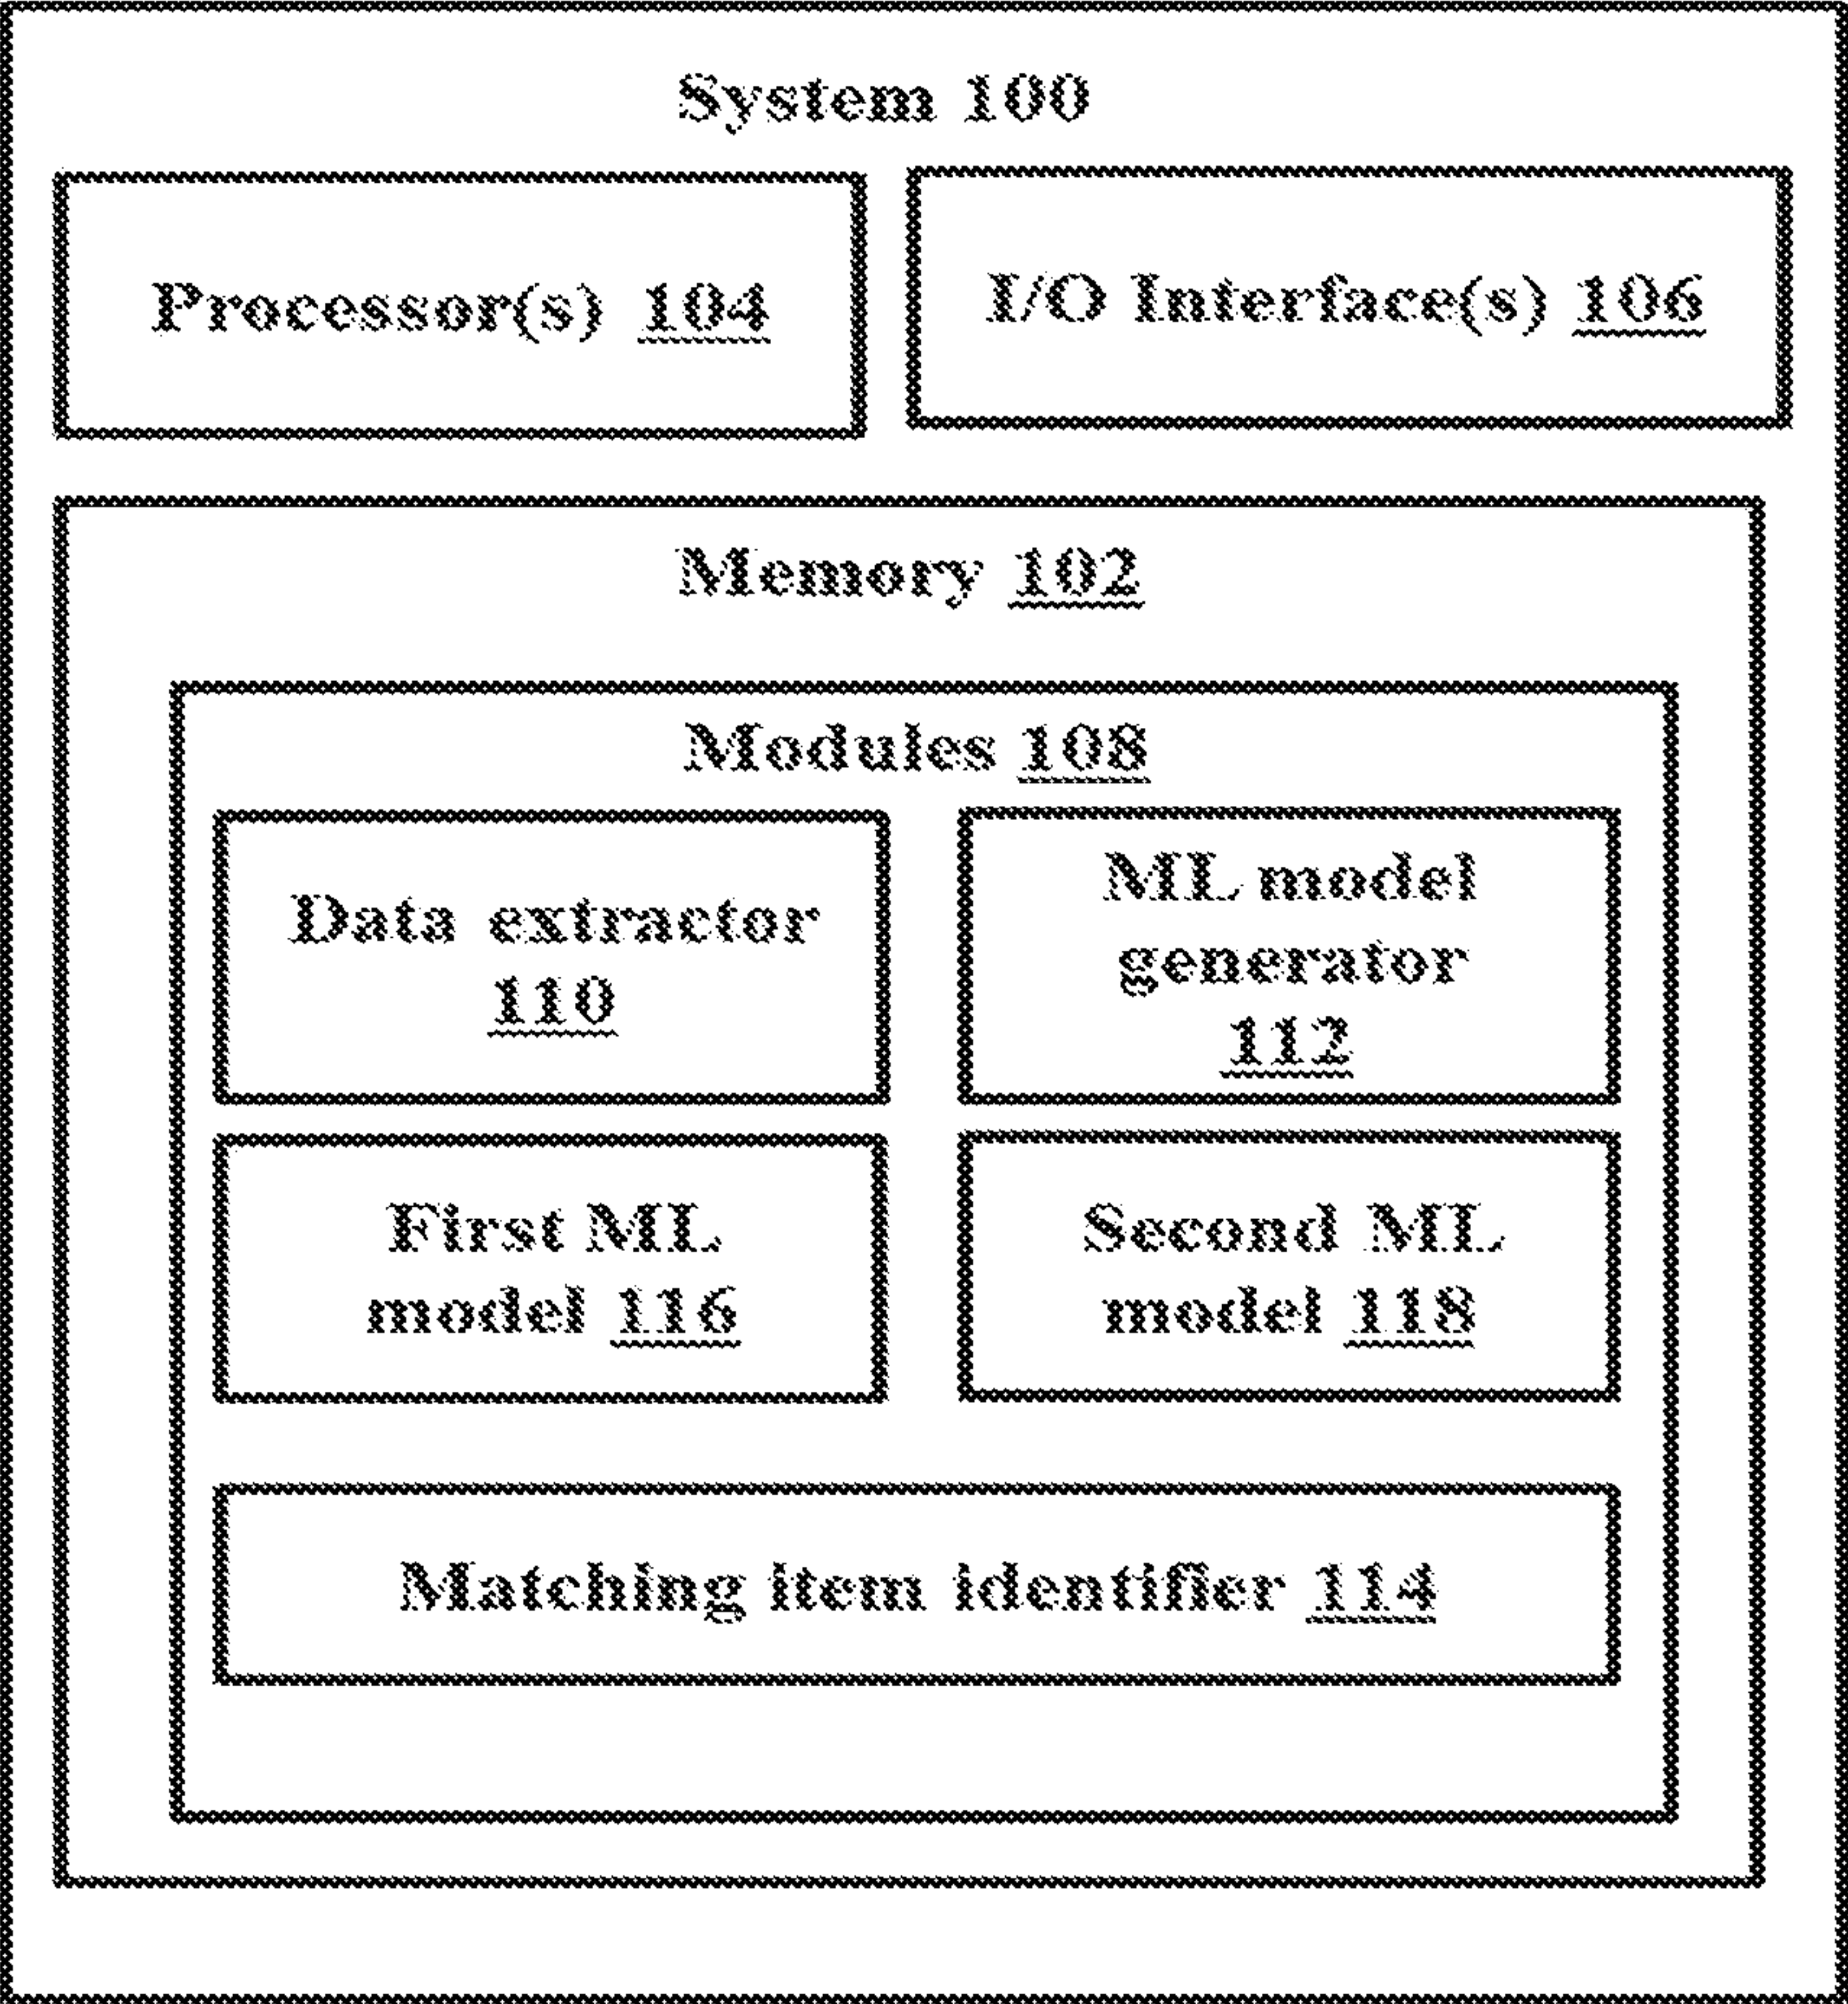 System 100
Processor(s) 104
I/O Interface(s) 106
Memory 102
Modules 108
Data extractor
110
ML model
generator
112
First ML
model 116
Second ML
model 118
Matching item identifier 114